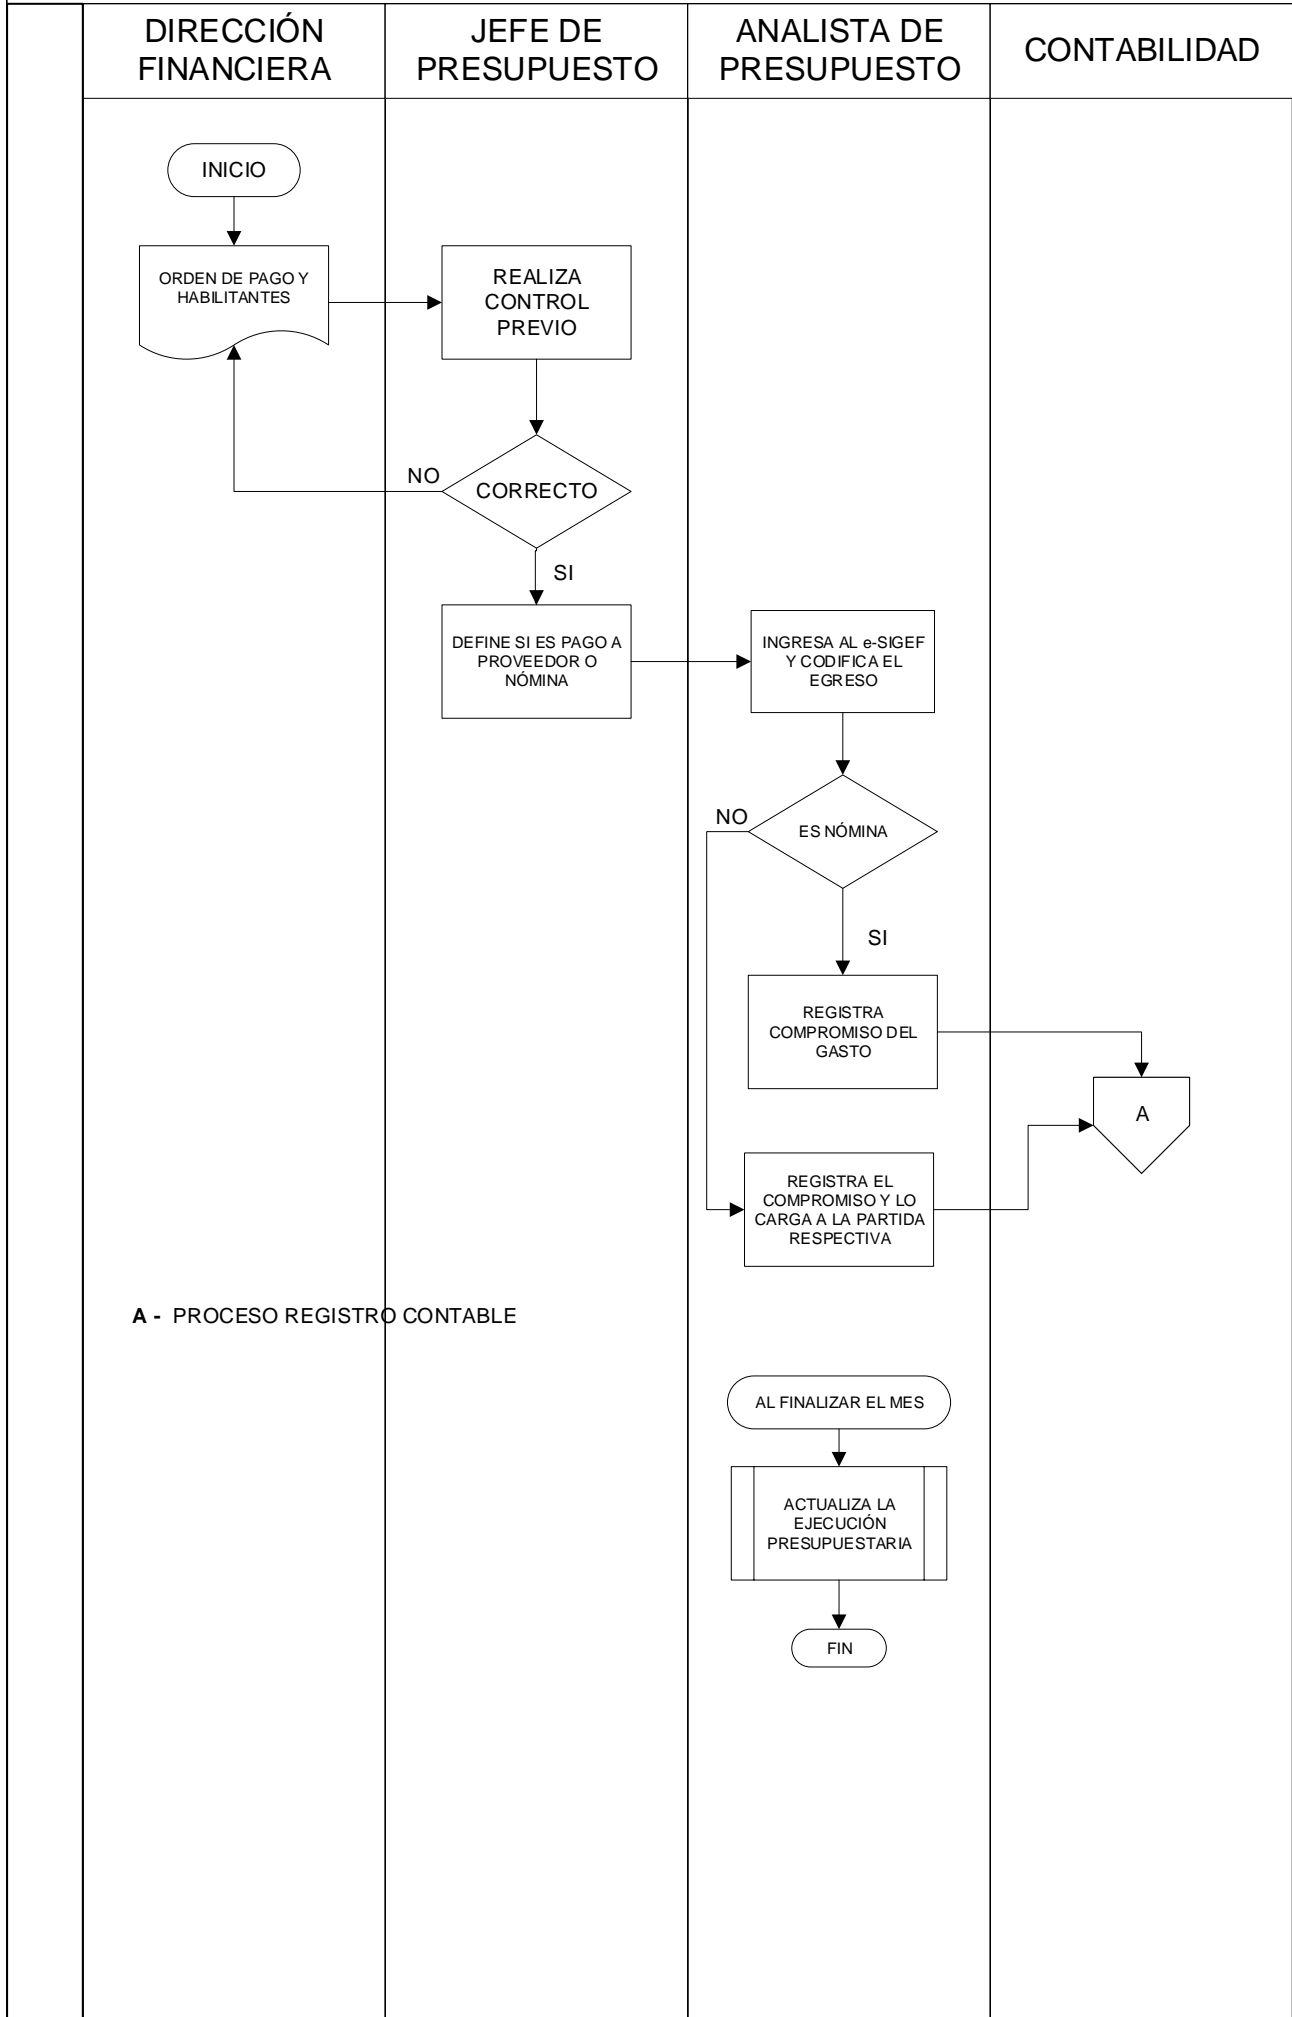 DIRECCIÓN
FINANCIERA
JEFE DE
PRESUPUESTO
ANALISTA DE
PRESUPUESTO
CONTABILIDAD
INICIO
ORDEN DE PAGO Y
HABILITANTES
REALIZA
CONTROL
PREVIO
NO
CORRECTO
SI
DEFINE SI ES PAGO A
PROVEEDOR O
NÓMINA
INGRESA AL e-SIGEF
Y CODIFICA EL
EGRESO
NO
ES NÓMINA
SI
REGISTRA
COMPROMISO DEL
GASTO
A
REGISTRA EL
COMPROMISO Y LO
CARGA A LA PARTIDA
RESPECTIVA
A - PROCESO REGISTRO CONTABLE
AL FINALIZAR EL MES
ACTUALIZA LA
EJECUCIÓN
PRESUPUESTARIA
FIN